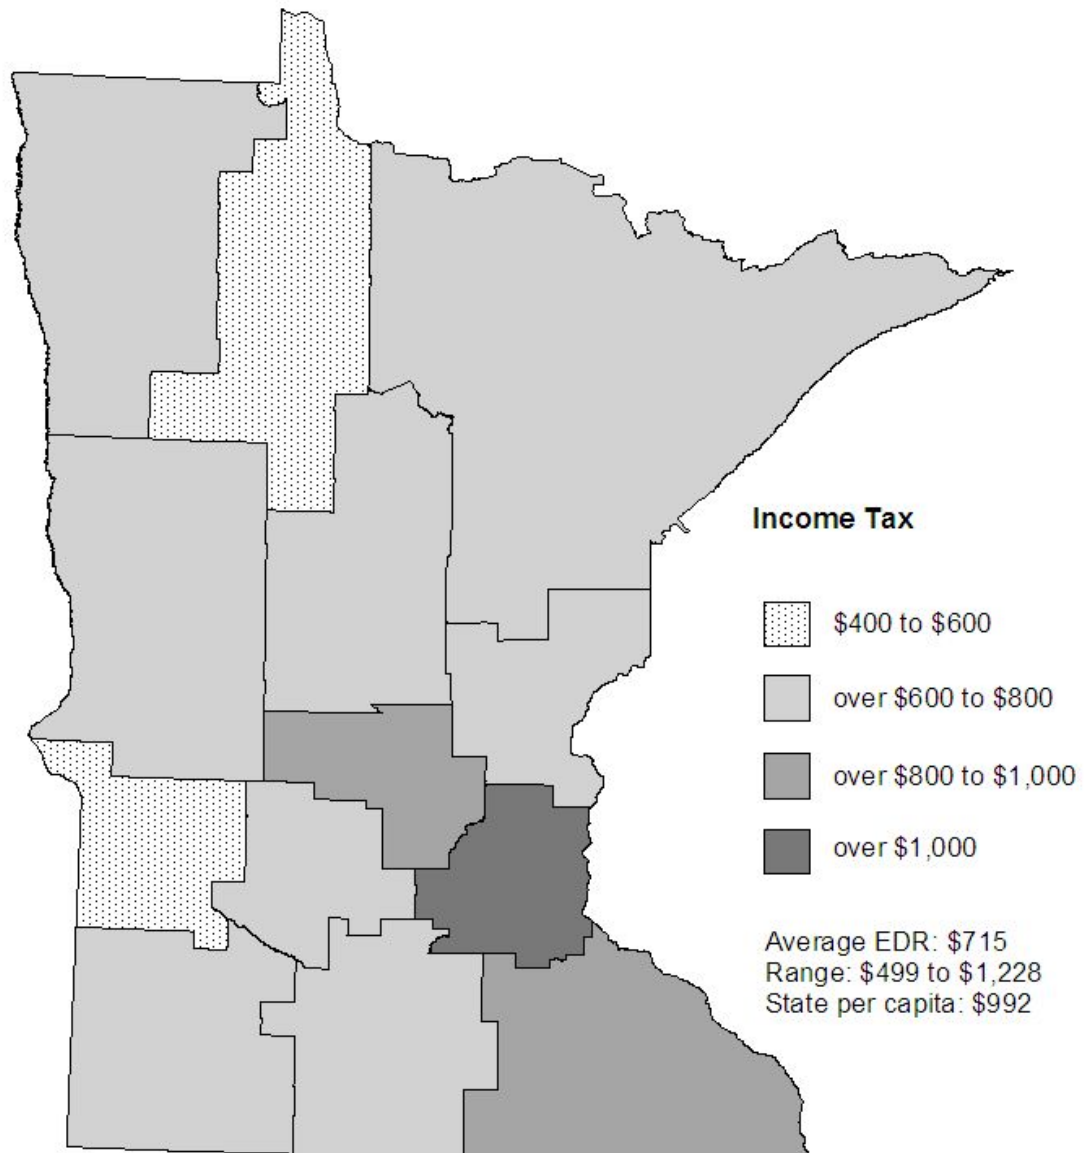 Income Tax
$400 to $600
over $600 to $800
over $800 to $1,000
over $1,000
Average EDR: $715
Range: $499 to $1,228
State per capita: $992